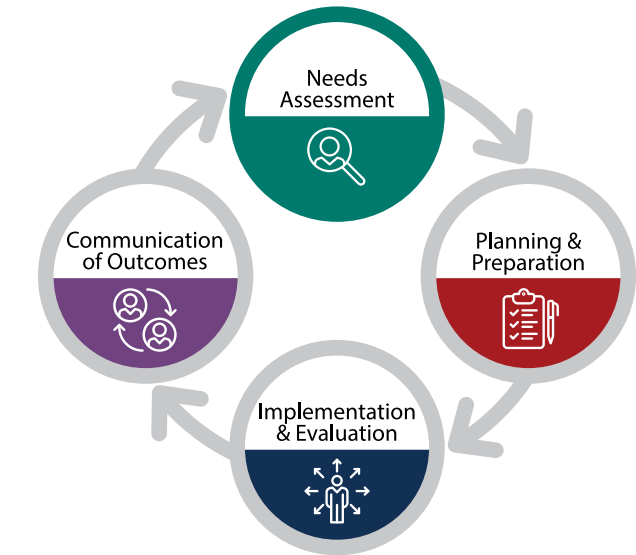 Needs
Assessment
Planning &
Preparation
Implementation
& Evaluation
Communication
of Outcomes